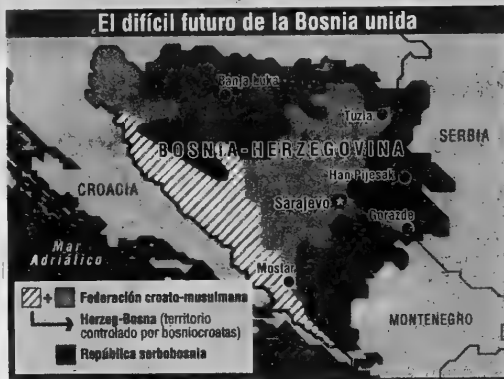 El difícil futuro de la Bosnia unida
Banja Luka
Tuzla
SERBIA
BOSNIA-HERZEGOVINA
Han Pijesak
CROACIA
Sarajevo
Gorazde
Mar
Adriático
Mostar
+ Federación croato-musulmana
Herzeg-Bosna (territorio
controlado por bosniocroatas)
MONTENEGRO
República serbobosnia